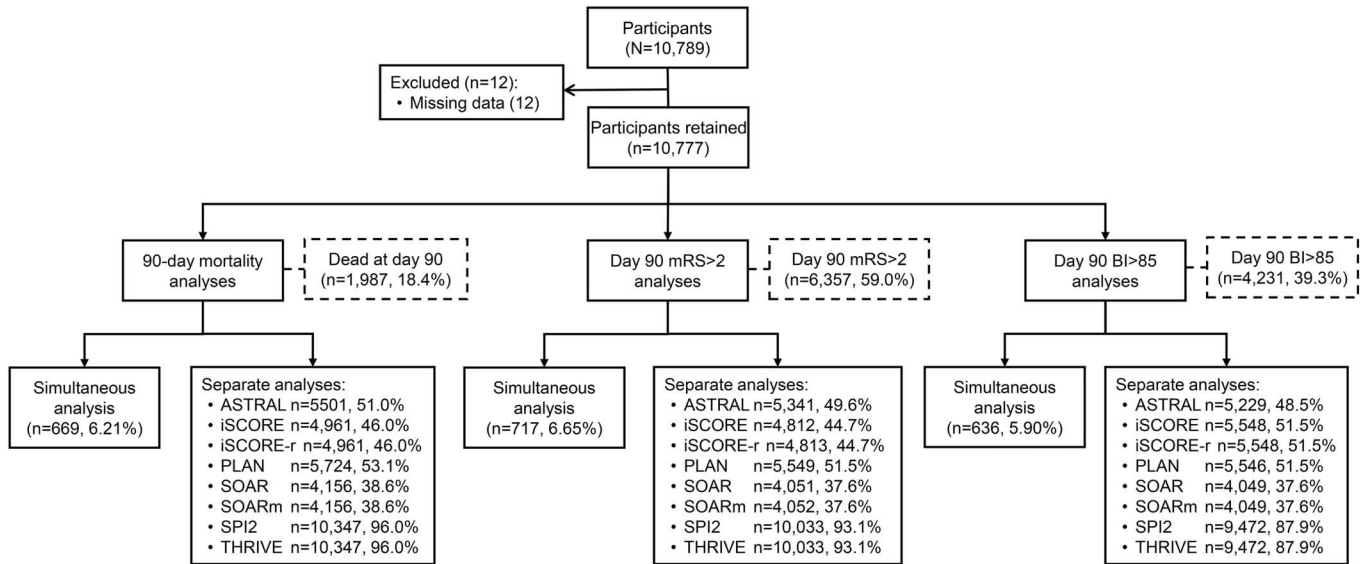 Participants
(N=10,789)
Excluded (n=12):
• Missing data (12)
Participants retained
(n=10,777)
90-day mortality
analyses
Dead at day 90
(n=1,987, 18.4%)
Day 90 mRS>2
analyses
Day 90 mRS>2
(n=6,357, 59.0%)
Day 90 BI>85
analyses
Day 90 BI>85
(n=4,231, 39.3%)
Simultaneous
analysis
(n=669, 6.21%)
Separate analyses:
• ASTRAL n=5501, 51.0%
• iSCORE n=4,961, 46.0%
• iSCORE-r n=4,961, 46.0%
• PLAN n=5,724, 53.1%
• SOAR n=4,156, 38.6%
• SOARm n=4,156, 38.6%
• SPI2 n=10,347, 96.0%
• THRIVE n=10,347, 96.0%
Simultaneous
analysis
(n=717, 6.65%)
Separate analyses:
• ASTRAL n=5,341, 49.6%
• iSCORE n=4,812, 44.7%
• iSCORE-r n=4,813, 44.7%
• PLAN n=5,549, 51.5%
• SOAR n=4,051, 37.6%
• SOARm n=4,052, 37.6%
• SPI2 n=10,033, 93.1%
• THRIVE n=10,033, 93.1%
Simultaneous
analysis
(n=636, 5.90%)
Separate analyses:
• ASTRAL n=5,229, 48.5%
• iSCORE n=5,548, 51.5%
• iSCORE-r n=5,548, 51.5%
• PLAN n=5,546, 51.5%
• SOAR n=4,049, 37.6%
• SOARm n=4,049, 37.6%
• SPI2 n=9,472, 87.9%
• THRIVE n=9,472, 87.9%